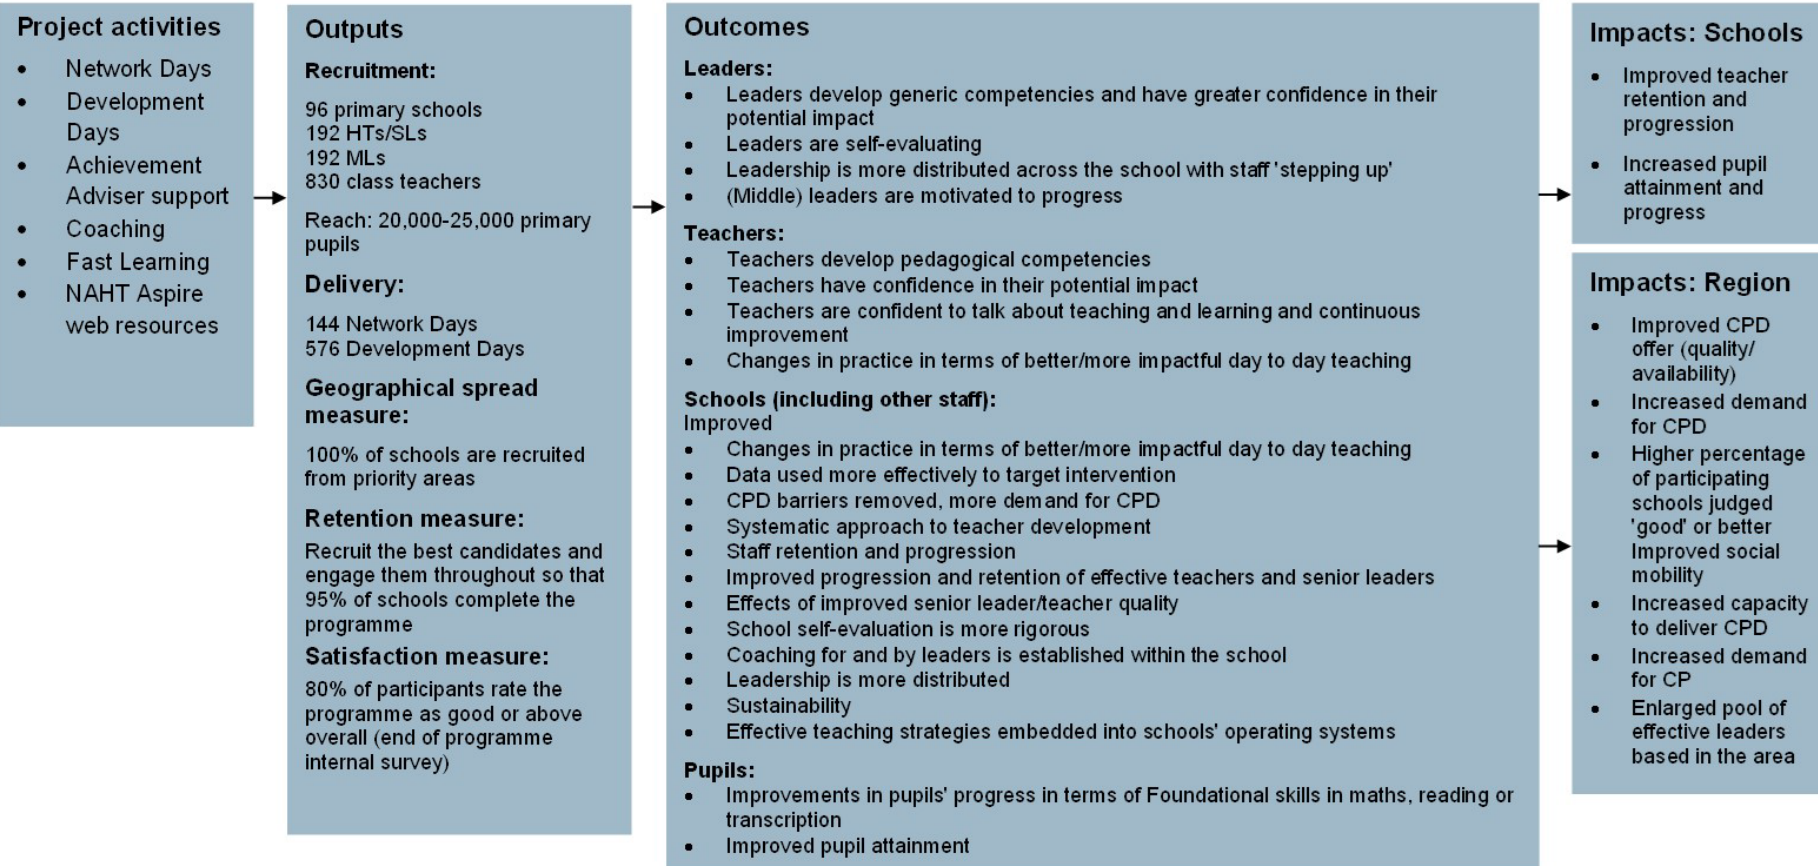 Project activities
• Network Days
• Development
Days
• Achievement
Adviser support
• Coaching
• Fast Learning
• NAHT Aspire
web resources
Outputs
Recruitment:
96 primary schools
192 HTs/SLs
192 MLs
830 class teachers
Reach: 20,000-25,000 primary
pupils
Delivery:
144 Network Days
576 Development Days
Geographical spread
measure:
100% of schools are recruited
from priority areas
Retention measure:
Recruit the best candidates and
engage them throughout so that
95% of schools complete the
programme
Satisfaction measure:
80% of participants rate the
programme as good or above
overall (end of programme
internal survey)
Outcomes
Leaders:
• Leaders develop generic competencies and have greater confidence in their
potential impact
• Leaders are self-evaluating
• Leadership is more distributed across the school with staff 'stepping up'
• (Middle) leaders are motivated to progress
Teachers:
• Teachers develop pedagogical competencies
• Teachers have confidence in their potential impact
• Teachers are confident to talk about teaching and learning and continuous
improvement
• Changes in practice in terms of better/more impactful day to day teaching
Schools (including other staff):
Improved
• Changes in practice in terms of better/more impactful day to day teaching
• Data used more effectively to target intervention
• CPD barriers removed, more demand for CPD
• Systematic approach to teacher development
• Staff retention and progression
• Improved progression and retention of effective teachers and senior leaders
• Effects of improved senior leader/teacher quality
• School self-evaluation is more rigorous
• Coaching for and by leaders is established within the school
• Leadership is more distributed
• Sustainability
• Effective teaching strategies embedded into schools' operating systems
Pupils:
• Improvements in pupils' progress in terms of Foundational skills in maths, reading or
transcription
• Improved pupil attainment
Impacts: Schools
• Improved teacher
retention and
progression
• Increased pupil
attainment and
progress
Impacts: Region
• Improved CPD
offer (quality/
availability)
• Increased demand
for CPD
• Higher percentage
of participating
schools judged
'good' or better
Improved social
mobility
• Increased capacity
to deliver CPD
• Increased demand
for CP
• Enlarged pool of
effective leaders
based in the area